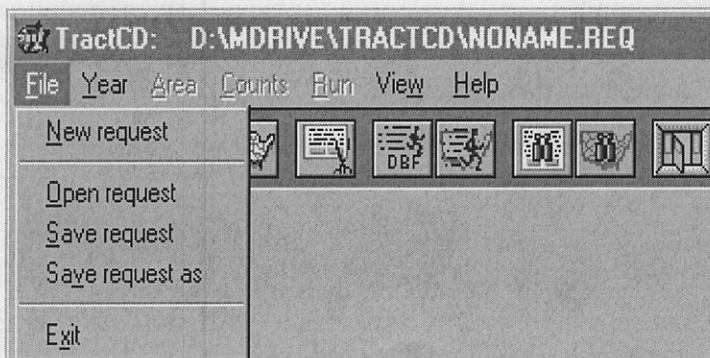 TractCD: D:\MDRIVE\TRACTCD\NONAME.REQ
File Year Area Counts Run View Help
New request
DBF
Open request
Save request
Save request as
Exit